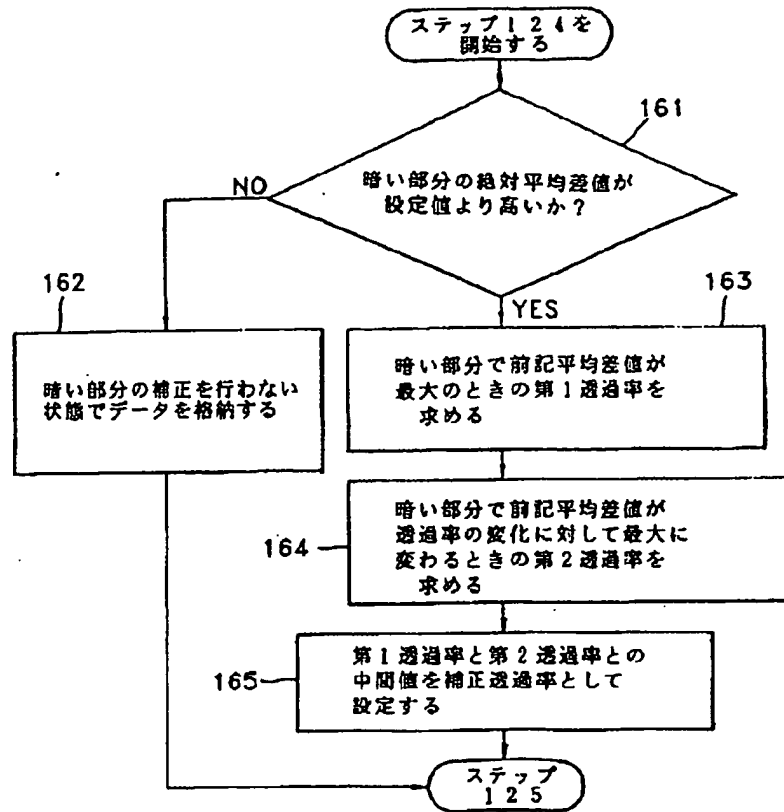 ステップ124を
開始する
161
暗い部分の絶対平均差値が
設定値より高いか?
NO
YES
162
163
暗い部分の補正を行わない
状態でデータを格納する
暗い部分で前記平均差値が
最大のときの第1透過率を
求める
164
暗い部分で前記平均差値が
透過率の変化に対して最大に
変わるときの第2透過率を
求める
165
第1透過率と第2透過率との
中間値を補正透過率として
設定する
ステップ
125